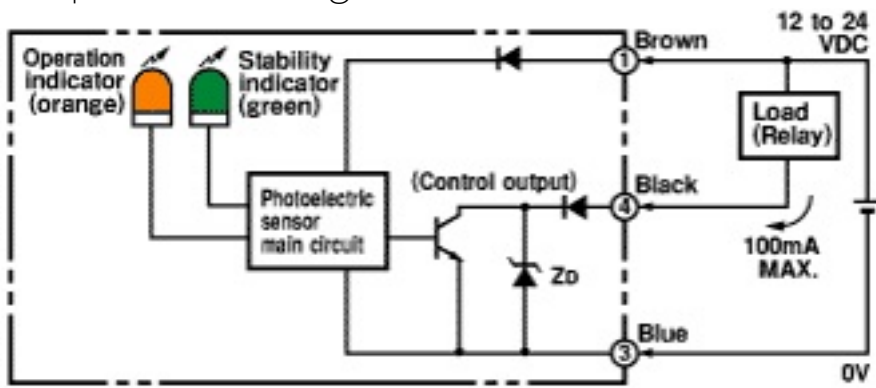 Operation
indicator
(orange)
Stability
indicator
(green)
Brown
12 to 24
VDC
1
Load
(Relay)
Photoelectric
sensor
main circuit
(Control output)
Black
4
100mA
MAX.
ZD
Blue
3
0V